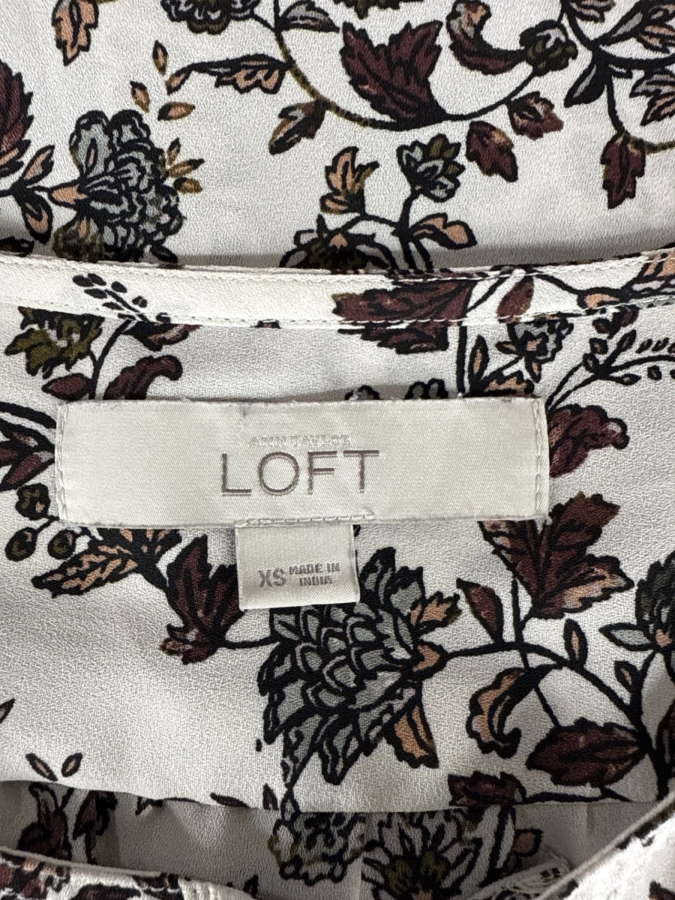 ANN TAYLOR
LOFT
XS MADE IN
INDIA